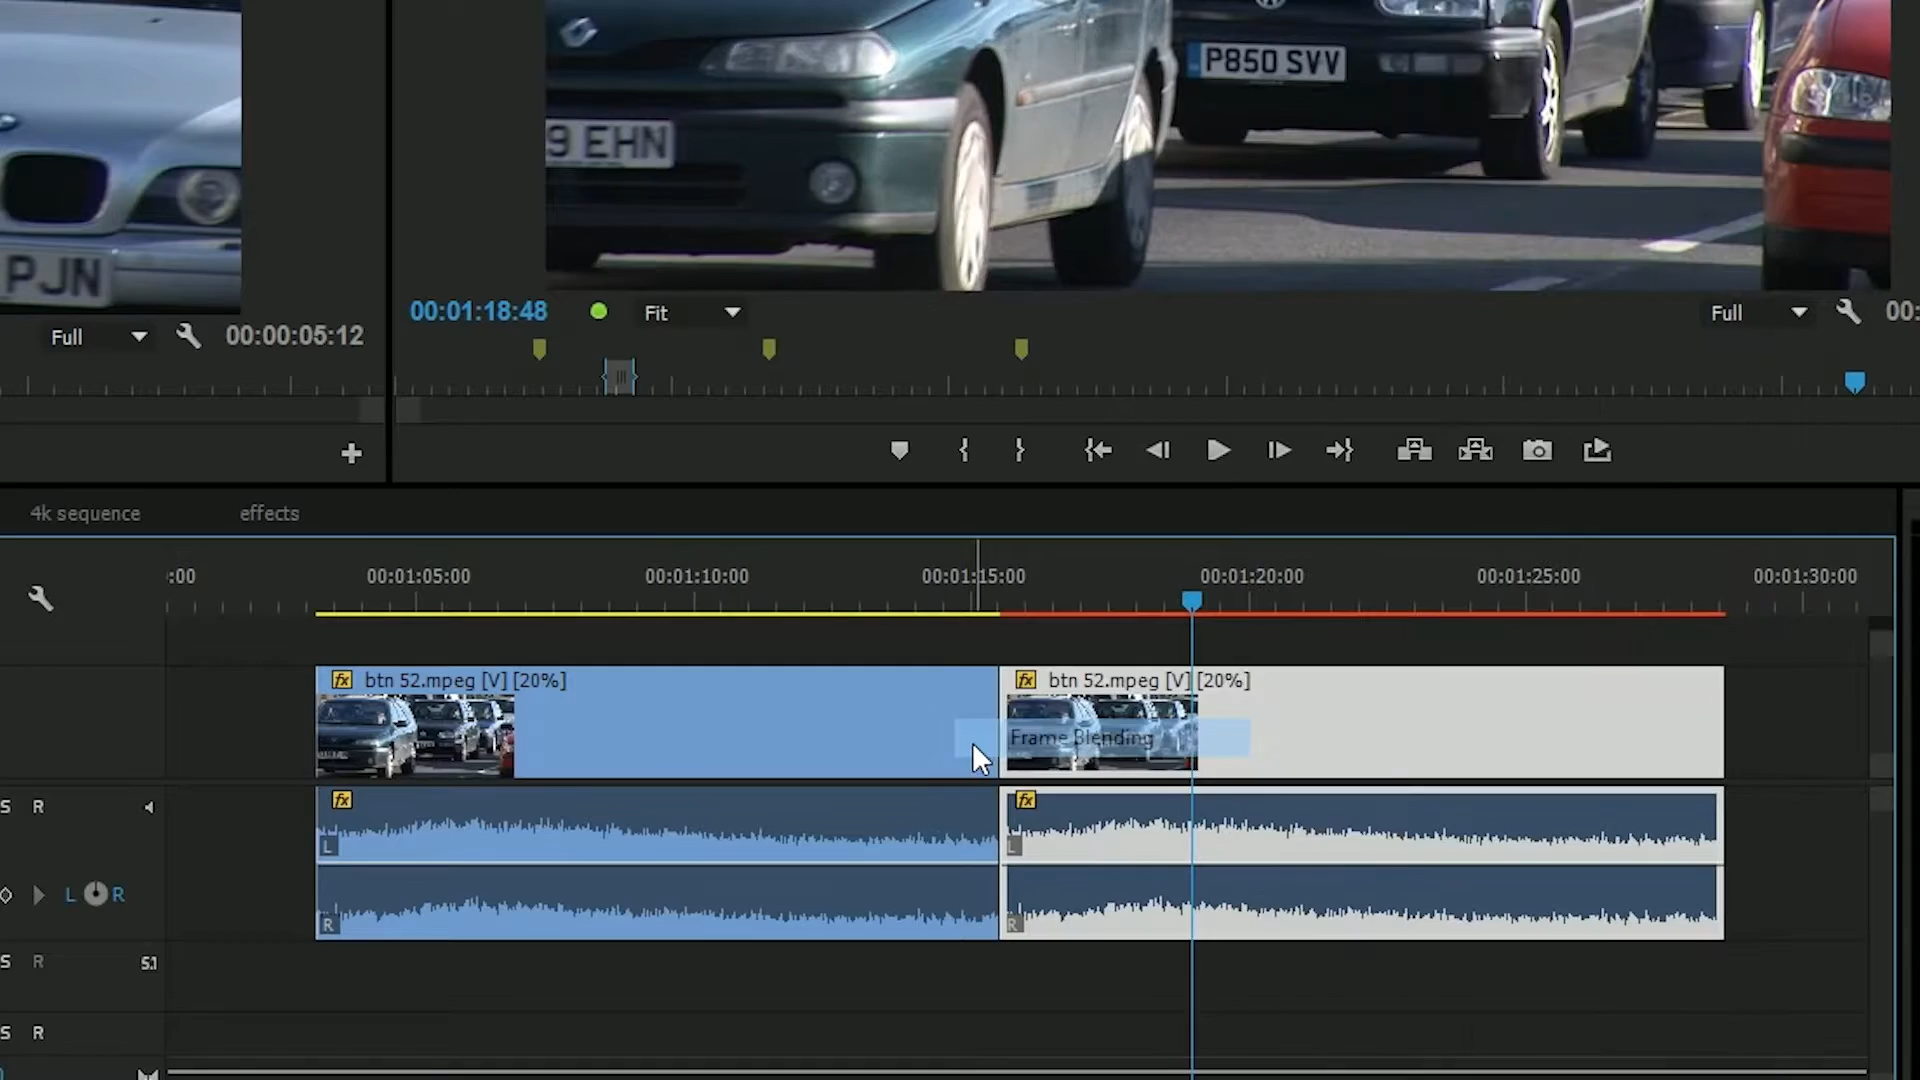 P850 SVV
9 EHN
PJN
00:01:18:48
Fit
Full
00:
Full
00:00:05:12
4k sequence
effects
:00
00:01:05:00
00:01:10:00
00:01:15:00
00:01:20:00
00:01:25:00
00:01:30:00
fx btn 52.mpeg [V] [20%]
fx btn 52.mpeg [V] [20%]
Frame Blending
S R
fx
fx
L
L
L R
R
R
S R
5.1
S R